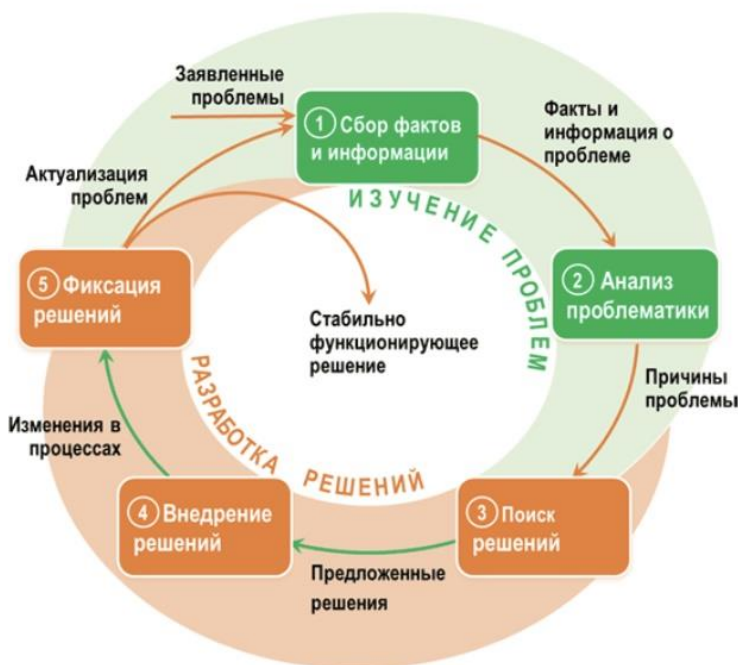 Заявленные
проблемы
① Сбор фактов
и информации
Факты и
информация о
проблеме
Актуализация
проблем
ИЗУЧЕНИЕ ПРОБЛЕМ
⑤ Фиксация
решений
② Анализ
проблематики
Стабильно
функционирующее
решение
Причины
проблемы
РАЗРАБОТКА РЕШЕНИЙ
Изменения в
процессах
④ Внедрение
решений
③ Поиск
решений
Предложенные
решения